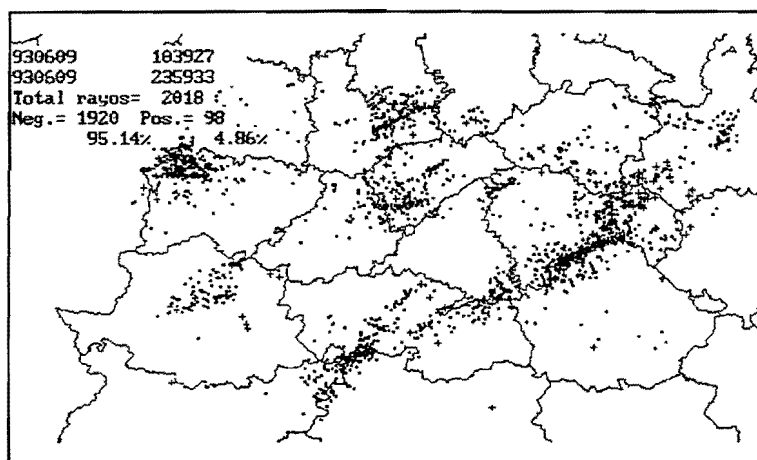 930609 103927
930609 235933
Total rayos= 2018
Neg.= 1920 Pos.= 98
95.14% 4.86%